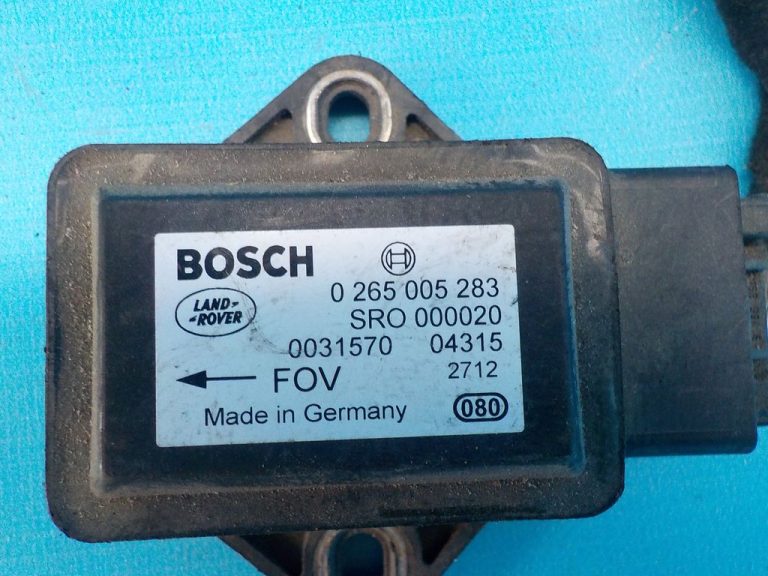 BOSCH
0 265 005 283
LAND-
-ROVER
SRO 000020
0031570 04315
FOV 2712
Made in Germany 080